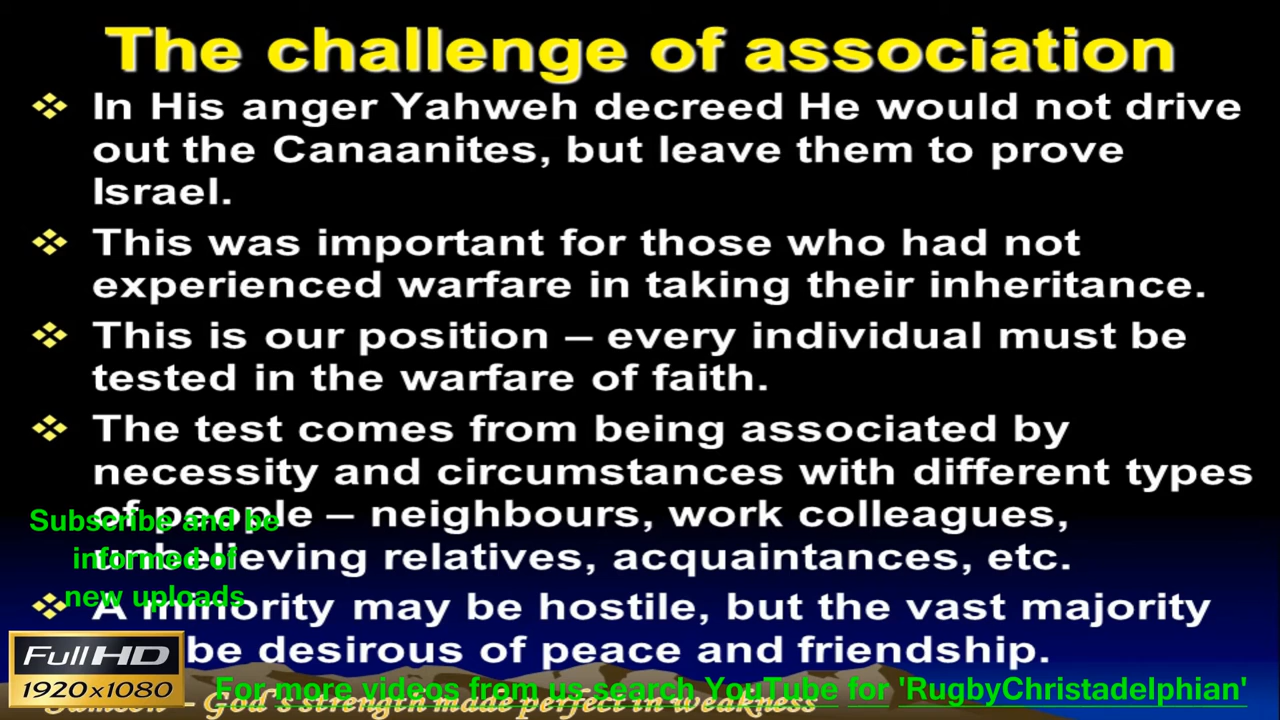 The challenge of association
❖ In His anger Yahweh decreed He would not drive
out the Canaanites, but leave them to prove
Israel.
❖ This was important for those who had not
experienced warfare in taking their inheritance.
❖ This is our position – every individual must be
tested in the warfare of faith.
❖ The test comes from being associated by
necessity and circumstances with different types
of people – neighbours, work colleagues,
unbelieving relatives, acquaintances, etc.
❖ A minority may be hostile, but the vast majority
be desirous of peace and friendship.
Subscribe and be
informed of
new uploads
Full HD
1920x1080
For more videos from us search YouTube for 'RugbyChristadelphian'
– God's strength made perfect in weakness